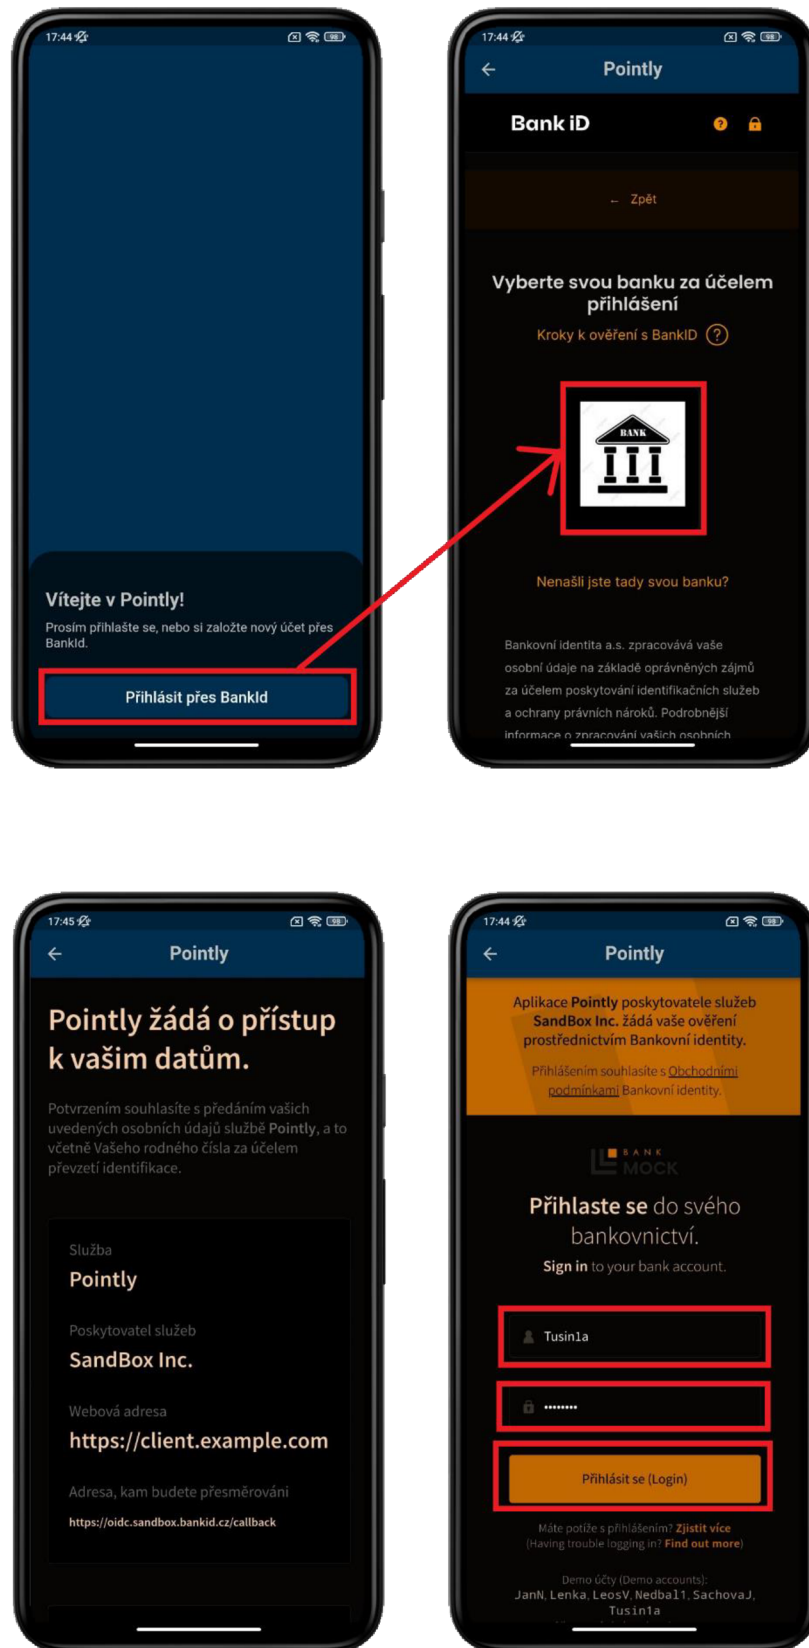 17:44
98
Vítejte v Pointly!
Prosím přihlašte se, nebo si založte nový účet přes
BankId.
Přihlásit přes BankId
17:44
98
Pointly
Bank iD
?
← Zpět
Vyberte svou banku za účelem
přihlášení
Kroky k ověření s BankID ?
BANK
Nenašli jste tady svou banku?
Bankovní identita a.s. zpracovává vaše
osobní údaje na základě oprávněných zájmů
za účelem poskytování identifikačních služeb
a ochrany právních nároků. Podrobnější
informace o zpracování vašich osobních
17:45
98
Pointly
Pointly žádá o přístup
k vašim datům.
Potvrzením souhlasíte s předáním vašich
uvedených osobních údajů službě Pointly, a to
včetně Vašeho rodného čísla za účelem
převzetí identifikace.
Služba
Pointly
Poskytovatel služeb
SandBox Inc.
Webová adresa
https://client.example.com
Adresa, kam budete přesměrováni
https://oidc.sandbox.bankid.cz/callback
17:44
98
Pointly
Aplikace Pointly poskytovatele služeb
SandBox Inc. žádá vaše ověření
prostřednictvím Bankovní identity.
Přihlášením souhlasíte s Obchodními
podmínkami Bankovní identity.
BANK
MOCK
Přihlaste se do svého
bankovnictví.
Sign in to your bank account.
Tusin1a
••••••••
Přihlásit se (Login)
Máte potíže s přihlášením? Zjistit více
(Having trouble logging in? Find out more)
Demo účty (Demo accounts):
JanN, Lenka, LeosV, Nedbal1, SachovaJ,
Tusin1a